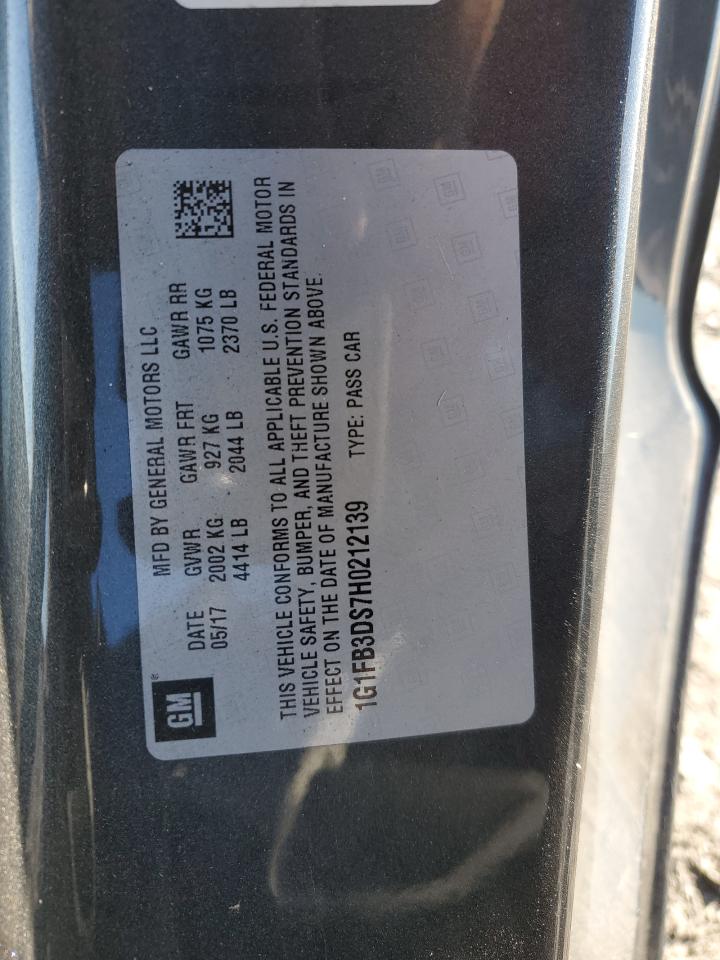 MFD BY GENERAL MOTORS LLC
DATE GVWR GAWR FRT GAWR RR
05/17 2002 KG 927 KG 1075 KG
4414 LB 2044 LB 2370 LB
GM®
THIS VEHICLE CONFORMS TO ALL APPLICABLE U.S. FEDERAL MOTOR
VEHICLE SAFETY, BUMPER, AND THEFT PREVENTION STANDARDS IN
EFFECT ON THE DATE OF MANUFACTURE SHOWN ABOVE.
1G1FB3DS7H0212139 TYPE: PASS CAR